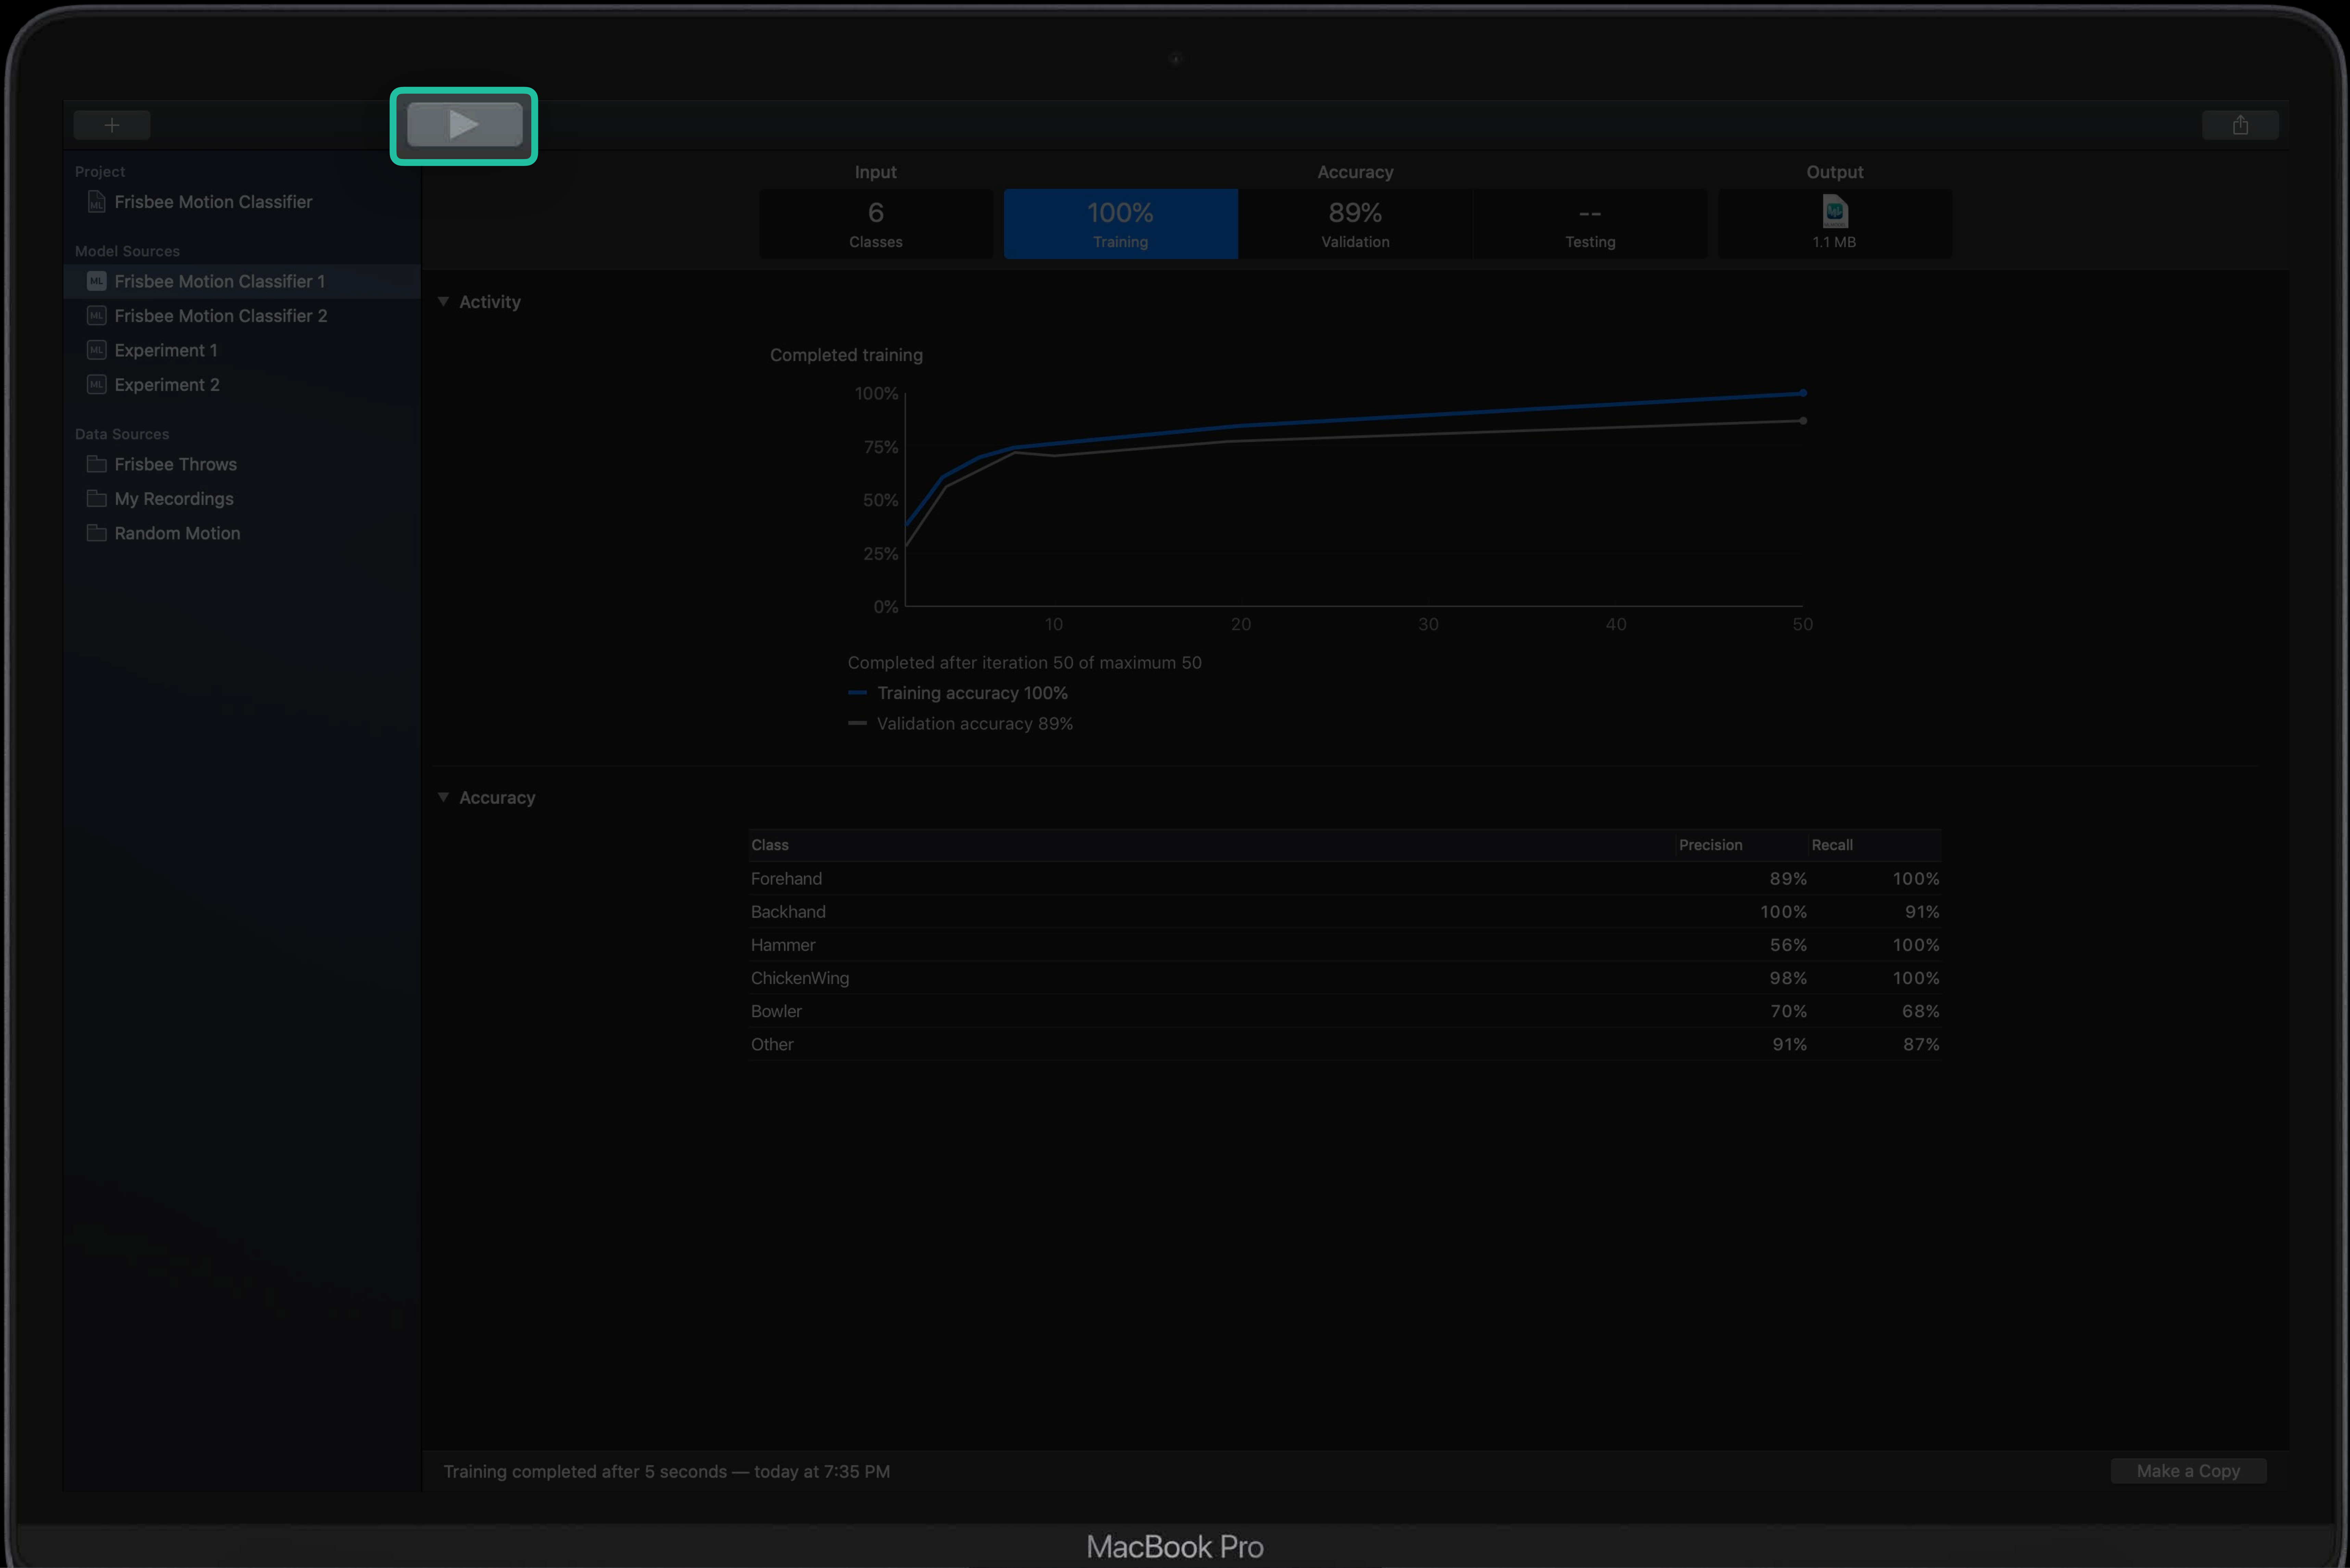 Project
Frisbee Motion Classifier
Model Sources
ML Frisbee Motion Classifier 1
ML Frisbee Motion Classifier 2
ML Experiment 1
ML Experiment 2
Data Sources
Frisbee Throws
My Recordings
Random Motion
Input
6
Classes
Accuracy
100%
Training
89%
Validation
--
Testing
Output
1.1 MB
Activity
Completed training
100%
75%
50%
25%
0%
10 20 30 40 50
Completed after iteration 50 of maximum 50
Training accuracy 100%
Validation accuracy 89%
Accuracy
Class Precision Recall
Forehand 89% 100%
Backhand 100% 91%
Hammer 56% 100%
ChickenWing 98% 100%
Bowler 70% 68%
Other 91% 87%
Training completed after 5 seconds — today at 7:35 PM
Make a Copy
MacBook Pro